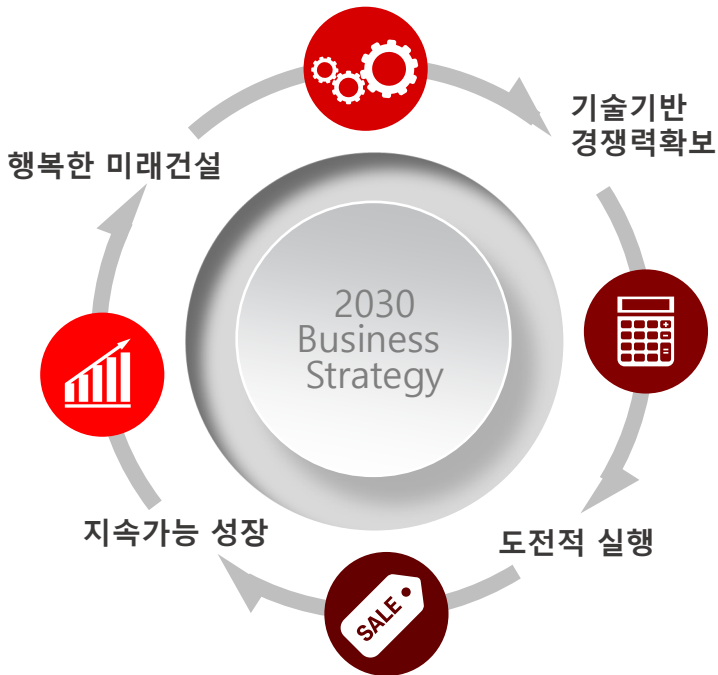 기술기반
경쟁력확보
행복한 미래건설
2030
Business
Strategy
지속가능 성장
도전적 실행
SALE